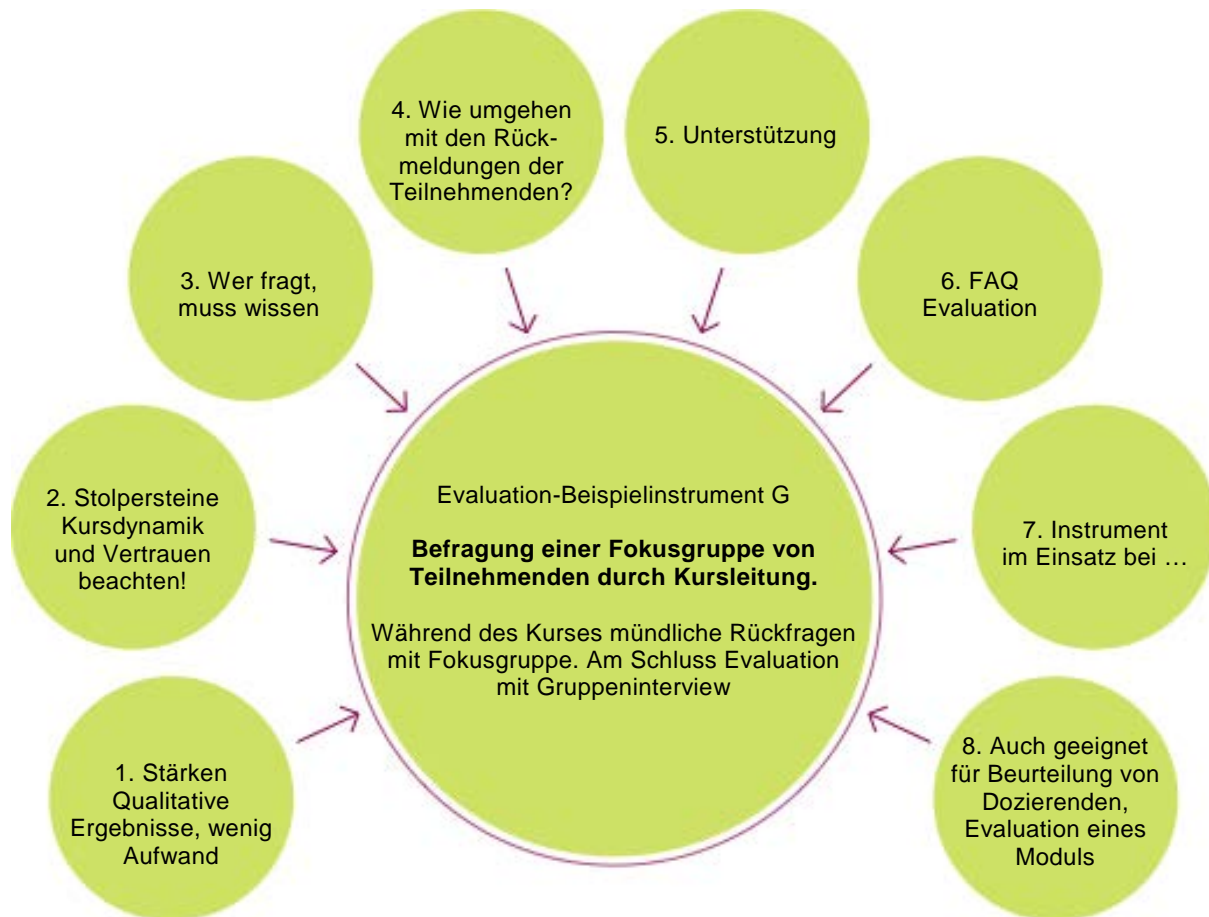 4. Wie umgehen
mit den Rück-
meldungen der
Teilnehmenden?
5. Unterstützung
3. Wer fragt,
muss wissen
6. FAQ
Evaluation
2. Stolpersteine
Kursdynamik
und Vertrauen
beachten!
Evaluation-Beispielinstrument G
Befragung einer Fokusgruppe von
Teilnehmenden durch Kursleitung.
Während des Kurses mündliche Rückfragen
mit Fokusgruppe. Am Schluss Evaluation
mit Gruppeninterview
7. Instrument
im Einsatz bei …
1. Stärken
Qualitative
Ergebnisse, wenig
Aufwand
8. Auch geeignet
für Beurteilung von
Dozierenden,
Evaluation eines
Moduls